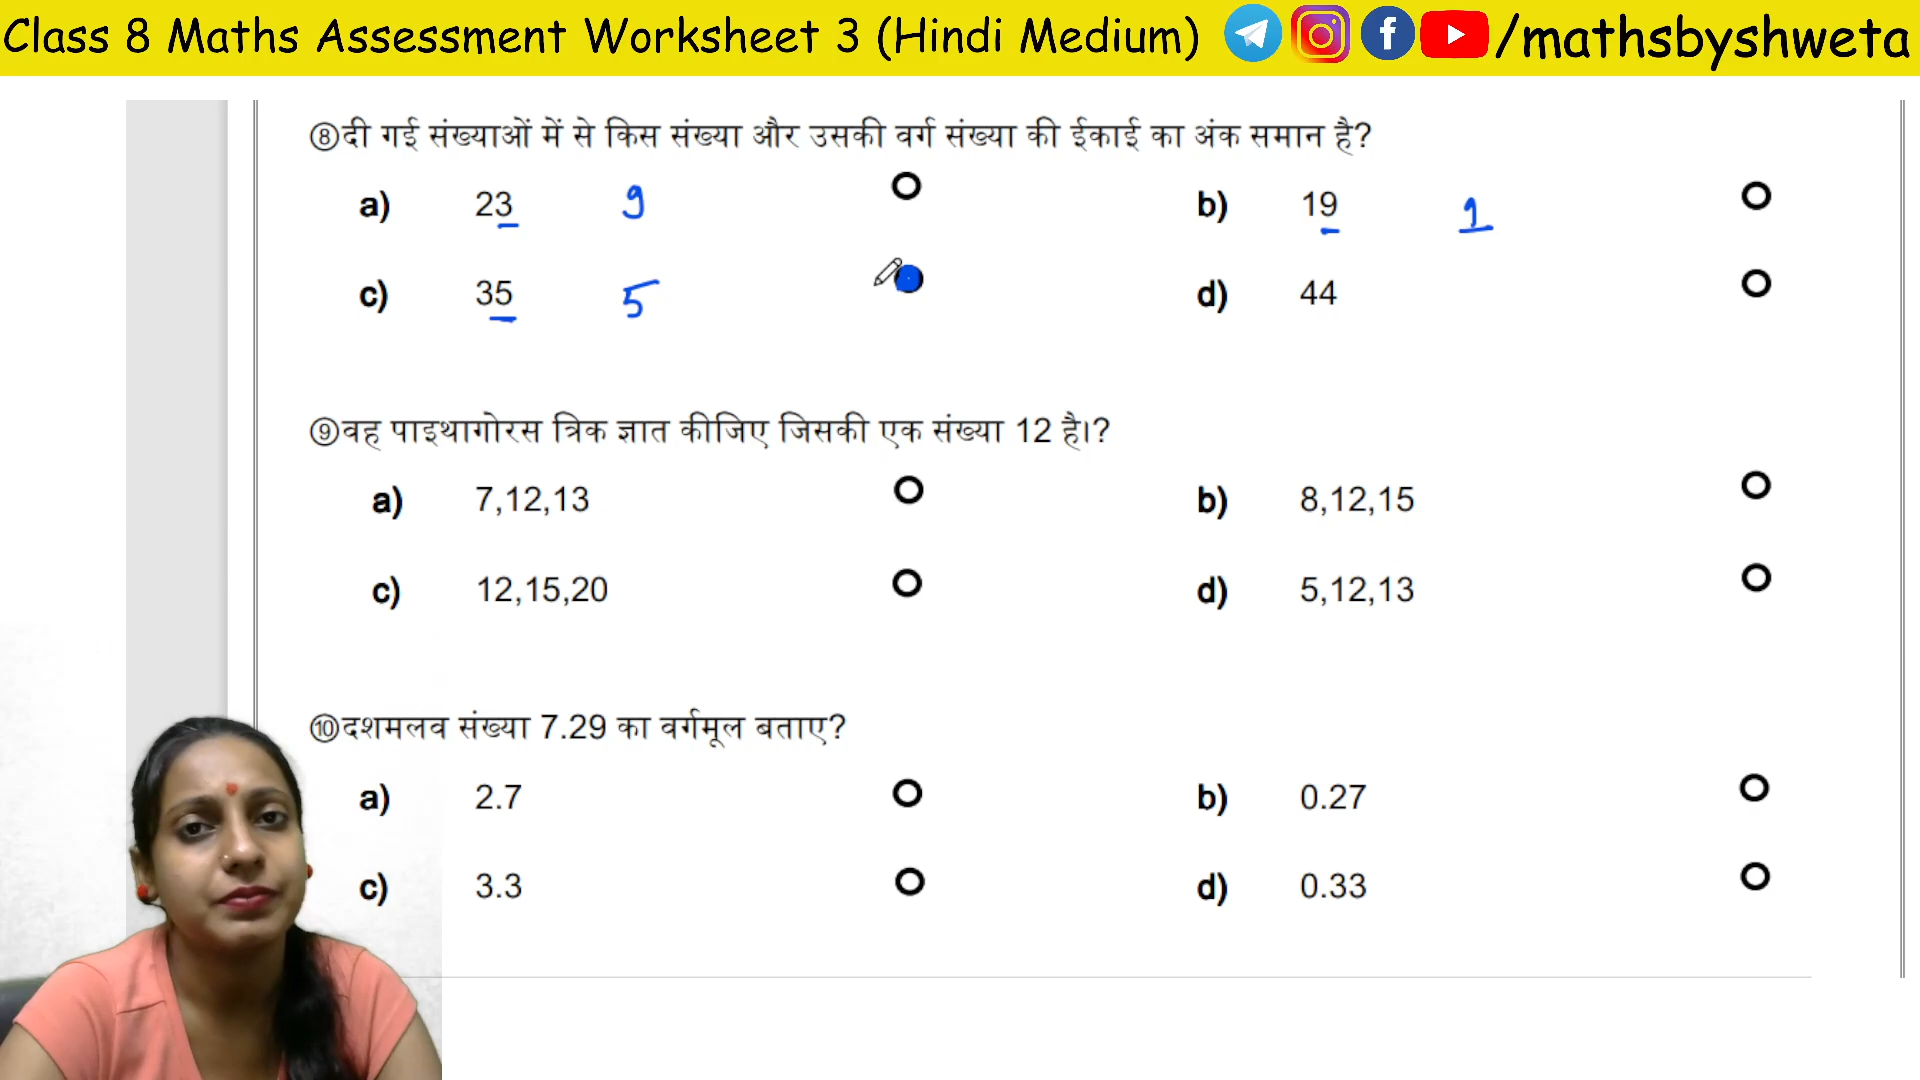 Class 8 Maths Assessment Worksheet 3 (Hindi Medium) /mathsbyshweta
⑧दी गई संख्याओं में से किस संख्या और उसकी वर्ग संख्या की ईकाई का अंक समान है?
a) 23 9 b) 19 1
c) 35 5 d) 44
⑨वह पाइथागोरस त्रिक ज्ञात कीजिए जिसकी एक संख्या 12 है।?
a) 7,12,13 b) 8,12,15
c) 12,15,20 d) 5,12,13
⑩दशमलव संख्या 7.29 का वर्गमूल बताए?
a) 2.7 b) 0.27
c) 3.3 d) 0.33